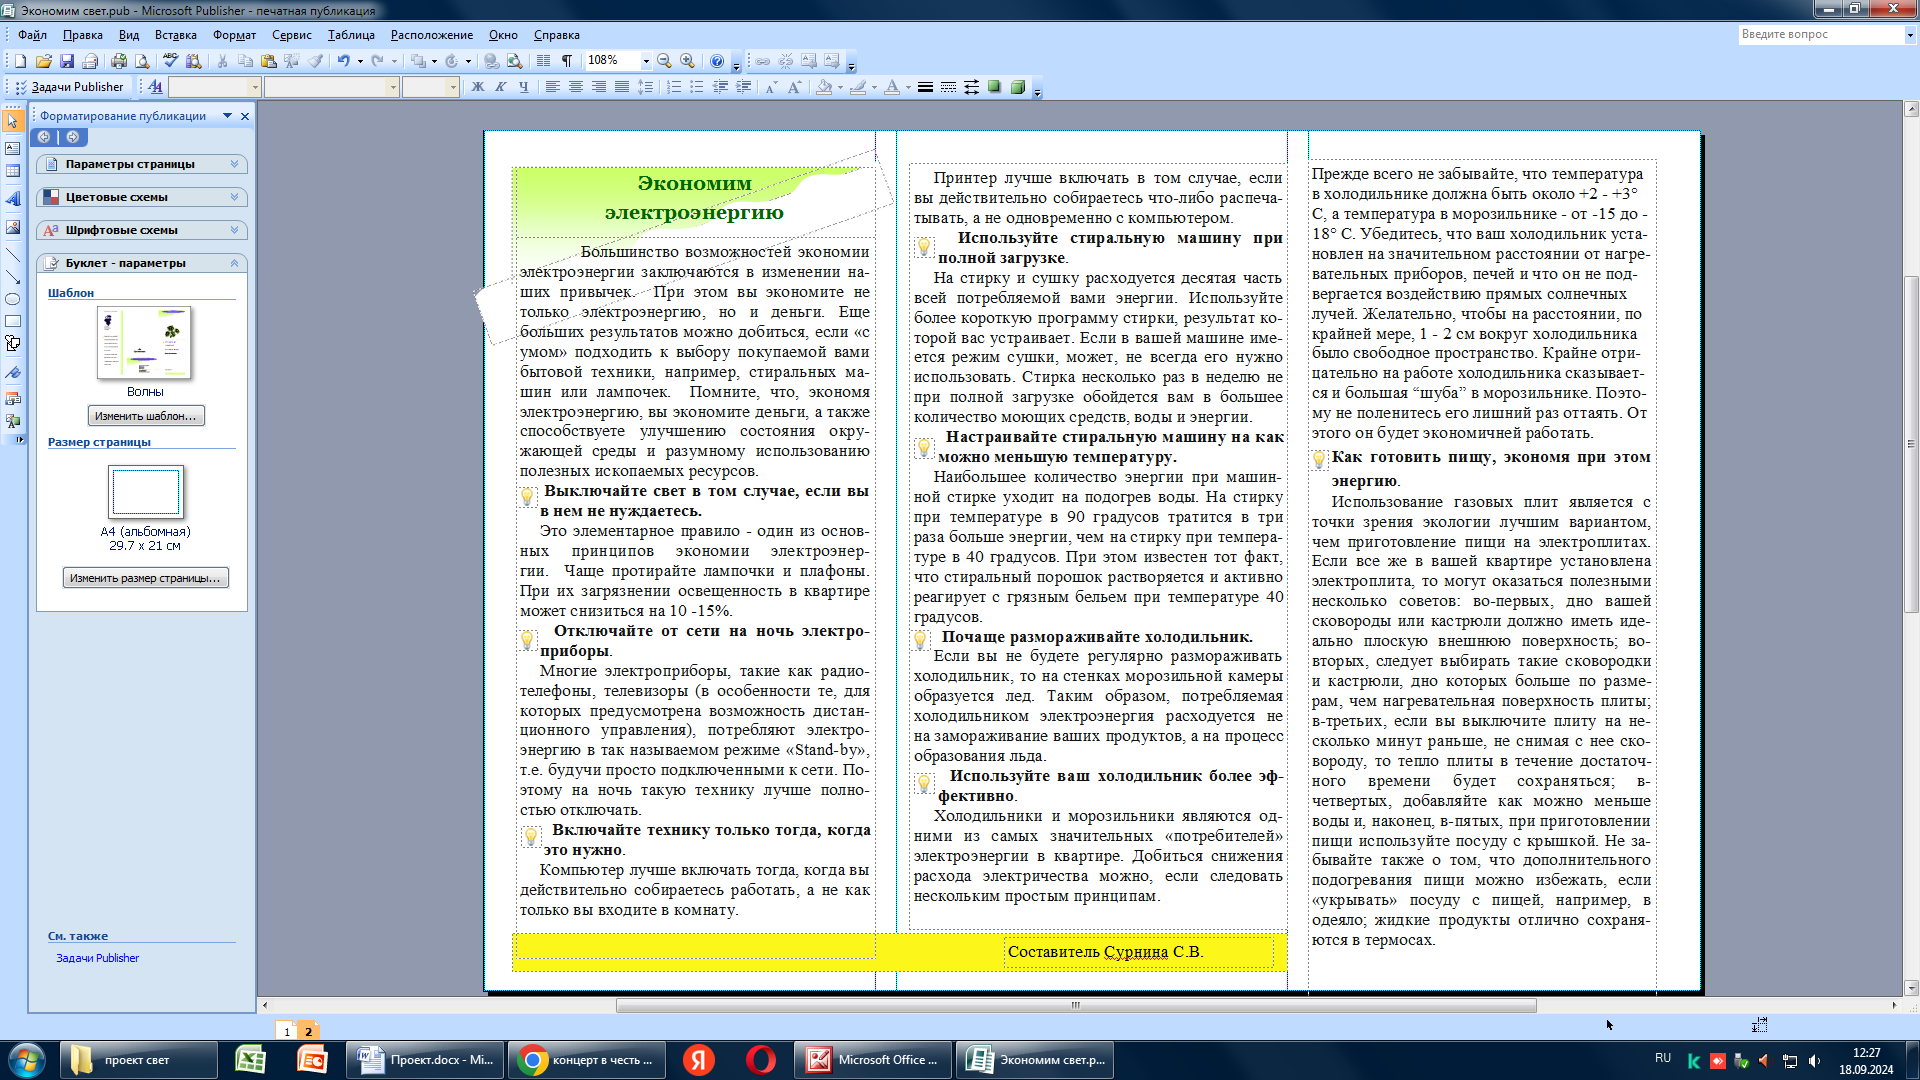 Экономим свет.pub - Microsoft Publisher - печатная публикация
Файл Правка Вид Вставка Формат Сервис Таблица Расположение Окно Справка
Введите вопрос
108%
Задачи Publisher
Ж К Ч
Форматирование публикации
Параметры страницы
Цветовые схемы
Шрифтовые схемы
Буклет - параметры
Шаблон
Волны
Изменить шаблон...
Размер страницы
A4 (альбомная)
29.7 x 21 см
Изменить размер страницы...
См. также
Задачи Publisher
Экономим
электроэнергию
Большинство возможностей экономии
электроэнергии заключаются в изменении на-
ших привычек. При этом вы экономите не
только электроэнергию, но и деньги. Еще
больших результатов можно добиться, если «с
умом» подходить к выбору покупаемой вами
бытовой техники, например, стиральных ма-
шин или лампочек. Помните, что, экономя
электроэнергию, вы экономите деньги, а также
способствуете улучшению состояния окру-
жающей среды и разумному использованию
полезных ископаемых ресурсов.
Выключайте свет в том случае, если вы
в нем не нуждаетесь.
Это элементарное правило - один из основ-
ных принципов экономии электроэнер-
гии. Чаще протирайте лампочки и плафоны.
При их загрязнении освещенность в квартире
может снизиться на 10 -15%.
Отключайте от сети на ночь электро-
приборы.
Многие электроприборы, такие как радио-
телефоны, телевизоры (в особенности те, для
которых предусмотрена возможность дистан-
ционного управления), потребляют электро-
энергию в так называемом режиме «Stand-by»,
т.е. будучи просто подключенными к сети. По-
этому на ночь такую технику лучше полно-
стью отключать.
Включайте технику только тогда, когда
это нужно.
Компьютер лучше включать тогда, когда вы
действительно собираетесь работать, а не как
только вы входите в комнату.
Принтер лучше включать в том случае, если
вы действительно собираетесь что-либо распеча-
тывать, а не одновременно с компьютером.
Используйте стиральную машину при
полной загрузке.
На стирку и сушку расходуется десятая часть
всей потребляемой вами энергии. Используйте
более короткую программу стирки, результат ко-
торой вас устраивает. Если в вашей машине име-
ется режим сушки, может, не всегда его нужно
использовать. Стирка несколько раз в неделю не
при полной загрузке обойдется вам в большее
количество моющих средств, воды и энергии.
Настраивайте стиральную машину на как
можно меньшую температуру.
Наибольшее количество энергии при машин-
ной стирке уходит на подогрев воды. На стирку
при температуре в 90 градусов тратится в три
раза больше энергии, чем на стирку при темпера-
туре в 40 градусов. При этом известен тот факт,
что стиральный порошок растворяется и активно
реагирует с грязным бельем при температуре 40
градусов.
Почаще размораживайте холодильник.
Если вы не будете регулярно размораживать
холодильник, то на стенках морозильной камеры
образуется лед. Таким образом, потребляемая
холодильником электроэнергия расходуется не
на замораживание ваших продуктов, а на процесс
образования льда.
Используйте ваш холодильник более эф-
фективно.
Холодильники и морозильники являются од-
ними из самых значительных «потребителей»
электроэнергии в квартире. Добиться снижения
расхода электричества можно, если следовать
нескольким простым принципам.
Составитель Сурнина С.В.
Прежде всего не забывайте, что температура
в холодильнике должна быть около +2 - +3°
С, а температура в морозильнике - от -15 до -
18° С. Убедитесь, что ваш холодильник уста-
новлен на значительном расстоянии от нагре-
вательных приборов, печей и что он не под-
вергается воздействию прямых солнечных
лучей. Желательно, чтобы на расстоянии, по
крайней мере, 1 - 2 см вокруг холодильника
было свободное пространство. Крайне отри-
цательно на работе холодильника сказывает-
ся и большая “шуба” в морозильнике. Поэто-
му не поленитесь его лишний раз оттаять. От
этого он будет экономичней работать.
Как готовить пищу, экономя при этом
энергию.
Использование газовых плит является с
точки зрения экологии лучшим вариантом,
чем приготовление пищи на электроплитах.
Если все же в вашей квартире установлена
электроплита, то могут оказаться полезными
несколько советов: во-первых, дно вашей
сковороды или кастрюли должно иметь иде-
ально плоскую внешнюю поверхность; во-
вторых, следует выбирать такие сковородки
и кастрюли, дно которых больше по разме-
рам, чем нагревательная поверхность плиты;
в-третьих, если вы выключите плиту на не-
сколько минут раньше, не снимая с нее ско-
вороду, то тепло плиты в течение достаточ-
ного времени будет сохраняться; в-
четвертых, добавляйте как можно меньше
воды и, наконец, в-пятых, при приготовлении
пищи используйте посуду с крышкой. Не за-
бывайте также о том, что дополнительного
подогревания пищи можно избежать, если
«укрывать» посуду с пищей, например, в
одеяло; жидкие продукты отлично сохраня-
ются в термосах.
1 2
проект свет
Проект.docx - Mi...
концерт в честь ...
Я
Microsoft Office ...
Экономим свет.p...
RU
12:27
18.09.2024